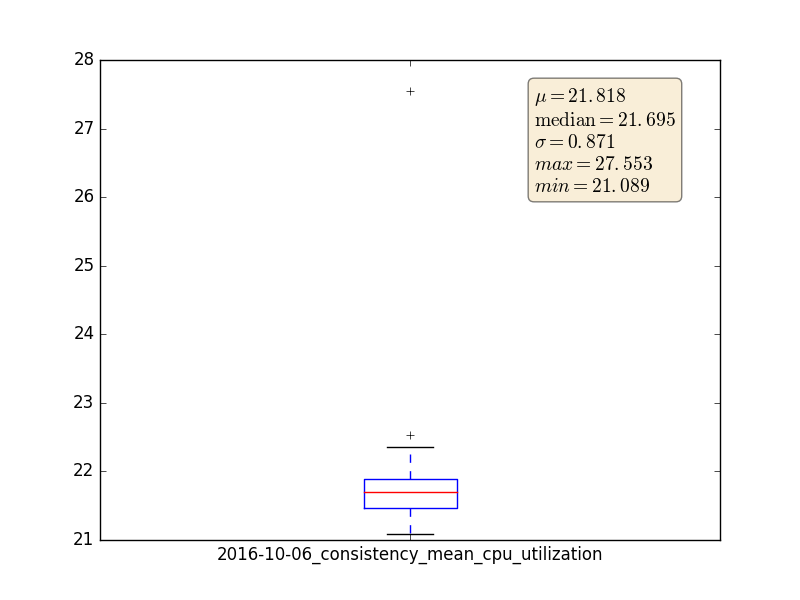 28
27
26
25
24
23
22
21
μ = 21.818
median = 21.695
σ = 0.871
max = 27.553
min = 21.089
2016-10-06_consistency_mean_cpu_utilization